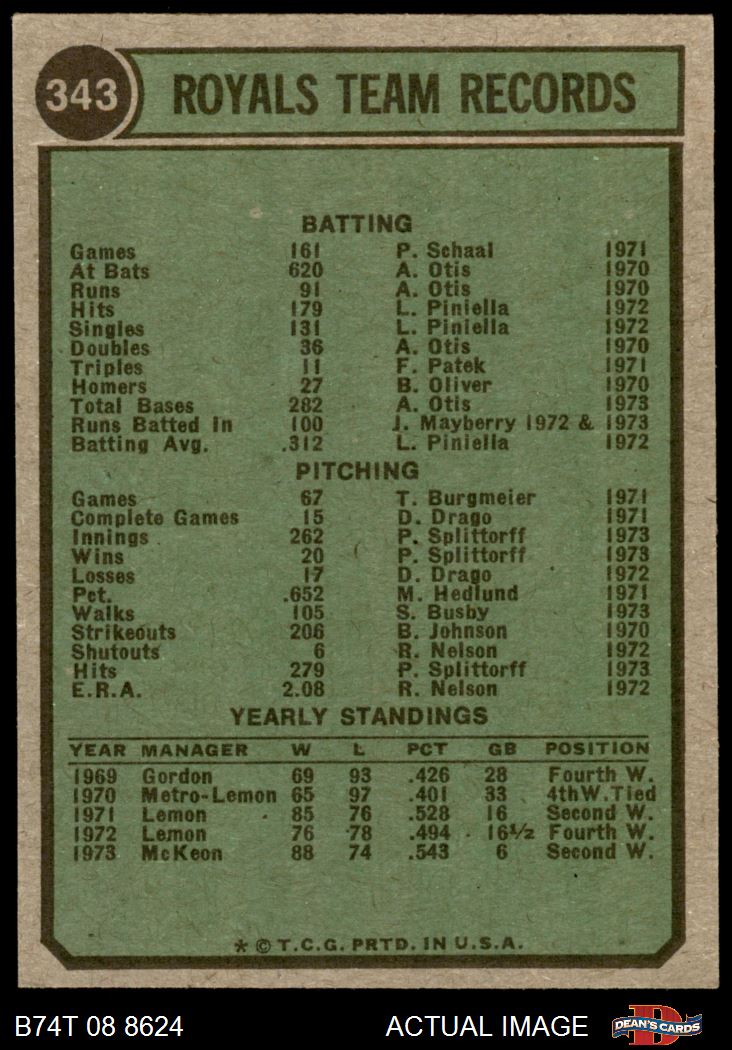 343 ROYALS TEAM RECORDS
BATTING
Games 161 P. Schaal 1971
At Bats 620 A. Otis 1970
Runs 91 A. Otis 1970
Hits 179 L. Piniella 1972
Singles 131 L. Piniella 1972
Doubles 36 A. Otis 1970
Triples 11 F. Patek 1971
Homers 27 B. Oliver 1970
Total Bases 282 A. Otis 1973
Runs Batted In 100 J. Mayberry 1972 & 1973
Batting Avg. .312 L. Piniella 1972
PITCHING
Games 67 T. Burgmeier 1971
Complete Games 15 D. Drago 1971
Innings 262 P. Splittorff 1973
Wins 20 P. Splittorff 1973
Losses 17 D. Drago 1972
Pct. .652 M. Hedlund 1971
Walks 105 S. Busby 1973
Strikeouts 206 B. Johnson 1970
Shutouts 6 R. Nelson 1972
Hits 279 P. Splittorff 1973
E.R.A. 2.08 R. Nelson 1972
YEARLY STANDINGS
YEAR MANAGER W L PCT GB POSITION
1969 Gordon 69 93 .426 28 Fourth W.
1970 Metro-Lemon 65 97 .401 33 4thW.Tied
1971 Lemon 85 76 .528 16 Second W.
1972 Lemon 76 78 .494 16½ Fourth W.
1973 McKeon 88 74 .543 6 Second W.
* © T.C.G. PRTD. IN U.S.A.
B74T 08 8624 ACTUAL IMAGE D DEAN'S CARDS